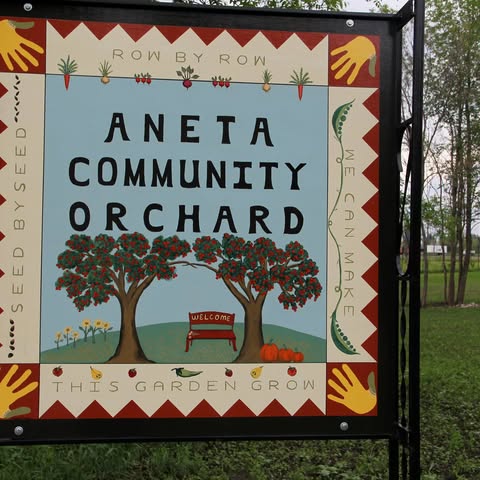 ROW BY ROW
ANETA
COMMUNITY
ORCHARD
WELCOME
SEED BY SEED
WE CAN MAKE
THIS GARDEN GROW